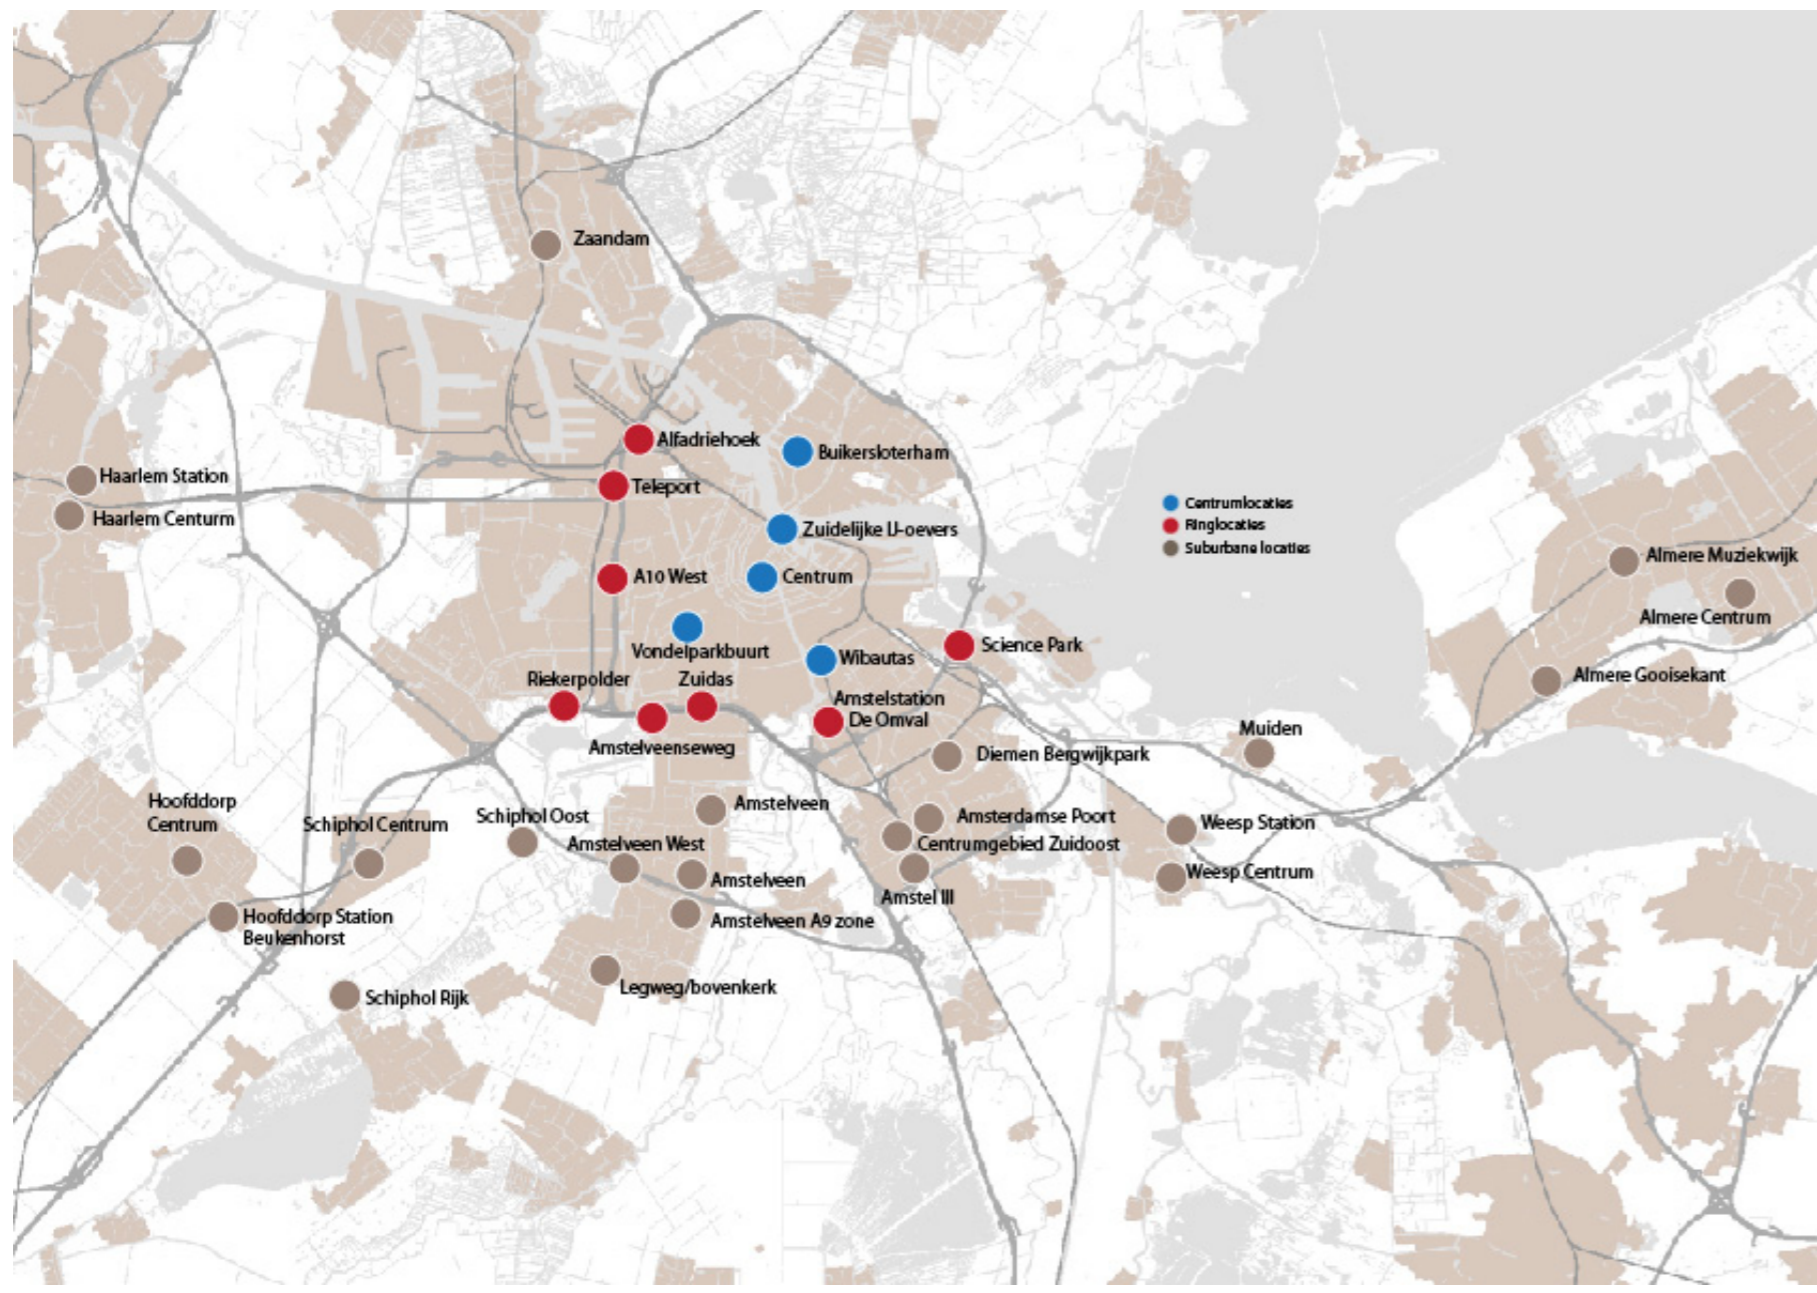 Zaandam
Alfadriehoek
Buikersloterham
Haarlem Station
Teleport
Haarlem Centurm
Centrumlocaties
Ringlocaties
Suburbane locaties
Zuidelijke IJ-oevers
A10 West
Centrum
Almere Muziekwijk
Almere Centrum
Vondelparkbuurt
Wibautas
Science Park
Riekerpolder
Zuidas
Almere Gooisekant
Amstelstation
De Omval
Amstelveenseweg
Muiden
Diemen Bergwijkpark
Hoofddorp
Centrum
Schiphol Centrum
Schiphol Oost
Amstelveen
Amsterdamse Poort
Weesp Station
Amstelveen West
Centrumgebied Zuidoost
Amstelveen
Weesp Centrum
Amstel III
Hoofddorp Station
Beukenhorst
Amstelveen A9 zone
Schiphol Rijk
Legweg/bovenkerk